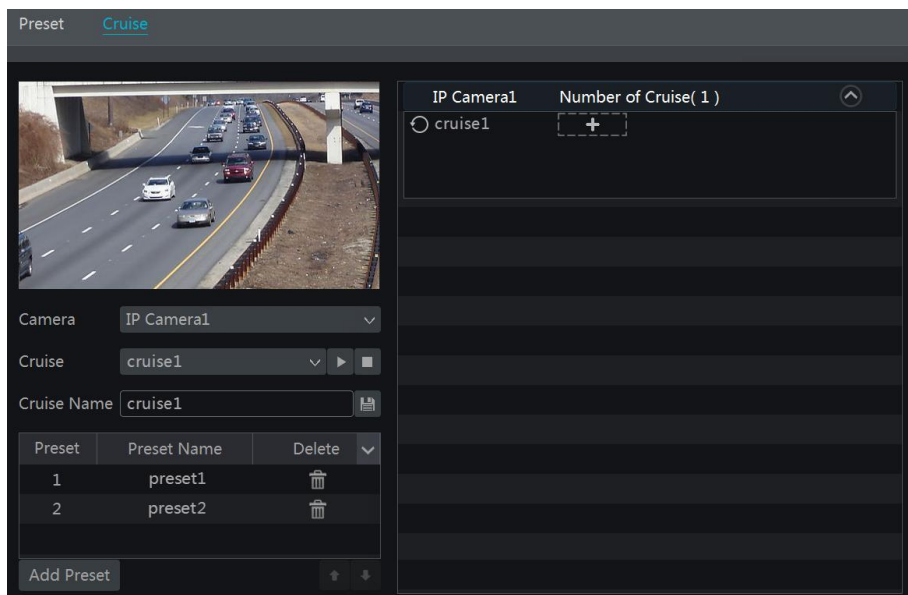 Preset Cruise
IP Camera1 Number of Cruise( 1 )
cruise1
Camera IP Camera1
Cruise cruise1
Cruise Name cruise1
Preset Preset Name Delete
1 preset1
2 preset2
Add Preset